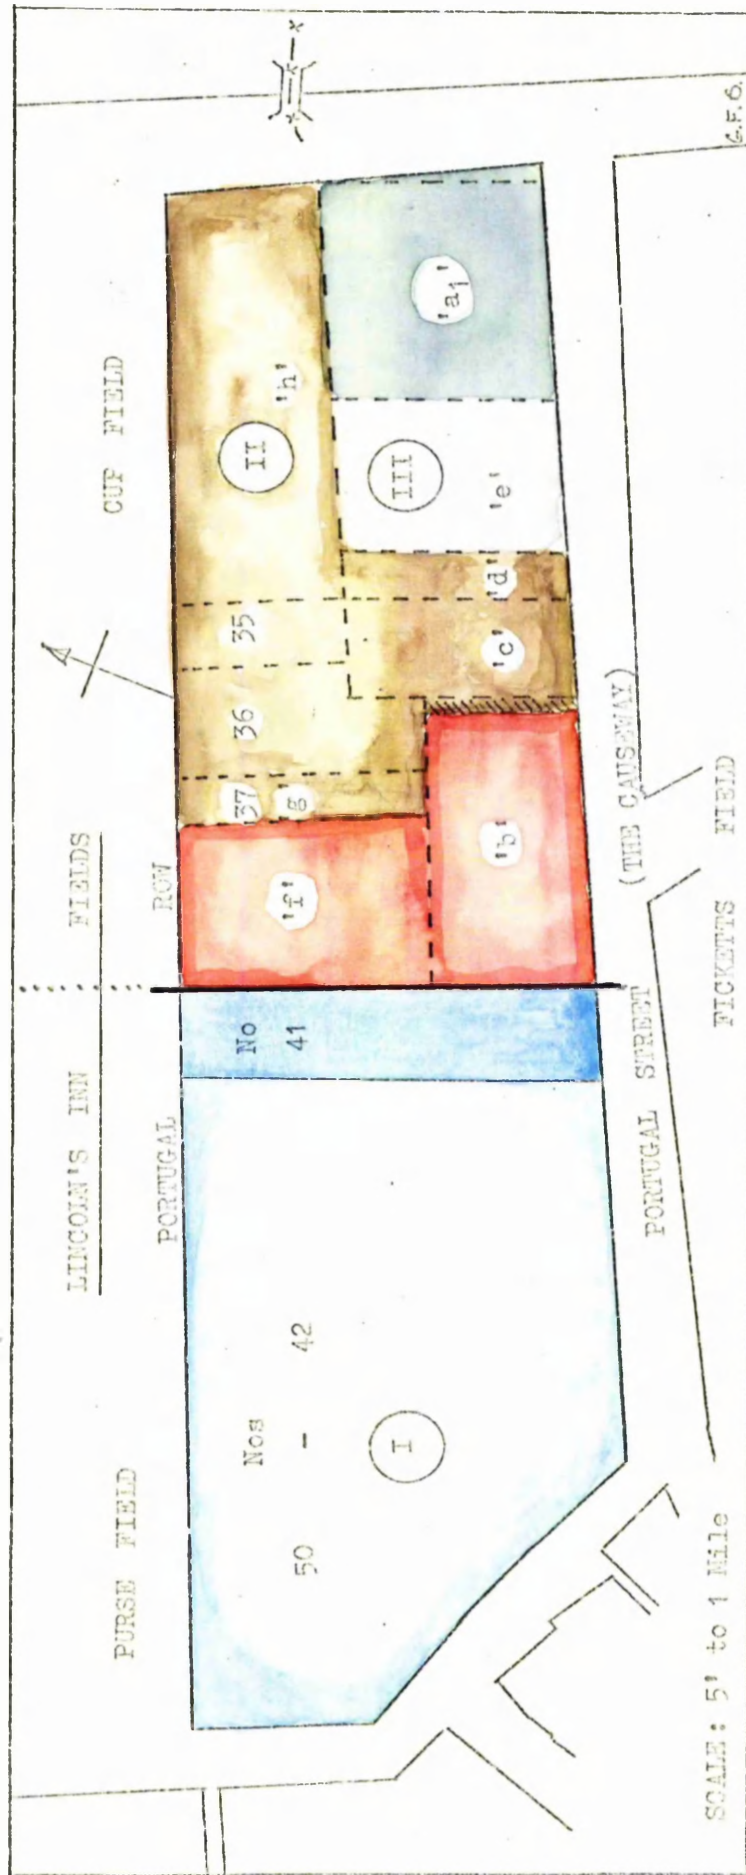 PURSE FIELD
LINCOLN'S INN FIELDS
CUP FIELD
PORTUGAL ROW
Nos
50 - 42
I
No
41
'f'
37
'g'
36
35
II
'h'
'b'
'c'
'd'
III
'e'
'a1'
PORTUGAL STREET (THE CAUSEWAY)
FICKETTS FIELD
SCALE: 5' to 1 Mile
G.F.6.